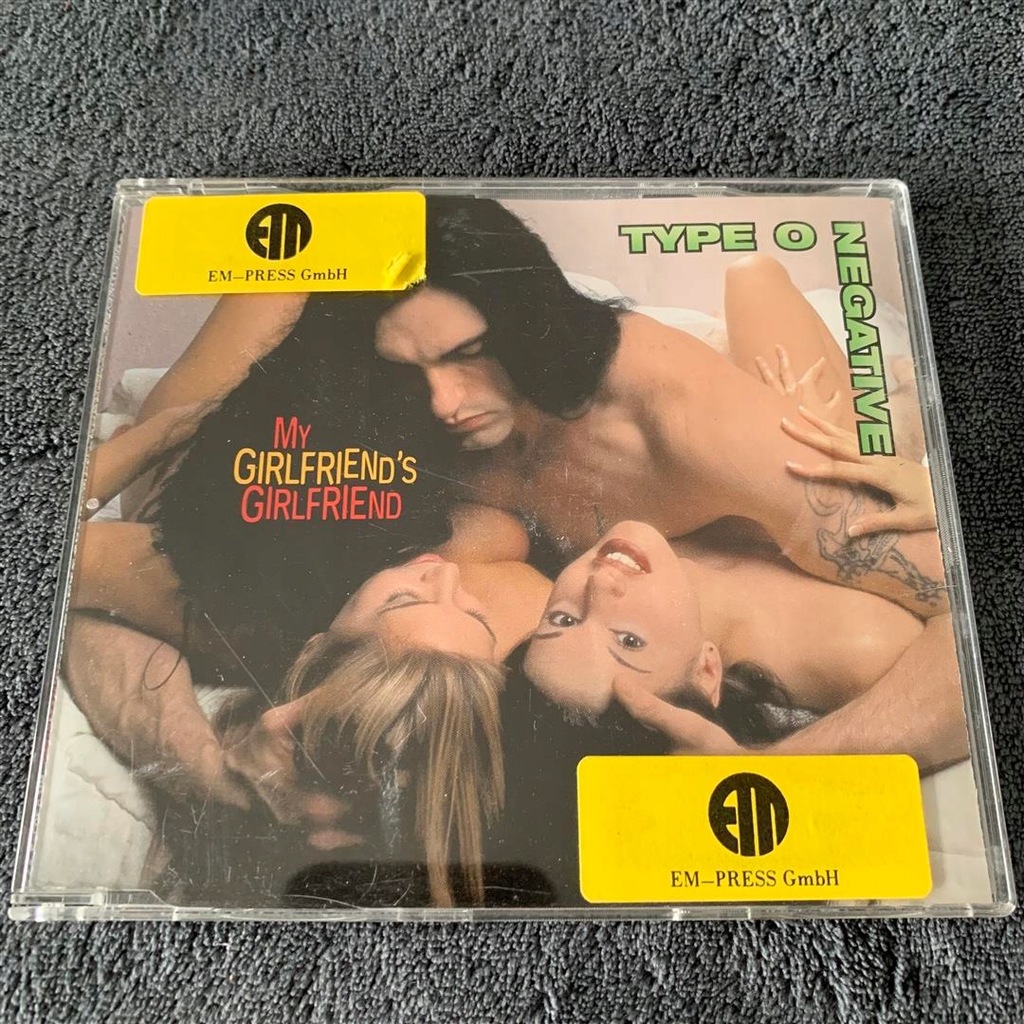 EM
EM–PRESS GmbH
TYPE O
NEGATIVE
MY
GIRLFRIEND'S
GIRLFRIEND
EM
EM–PRESS GmbH